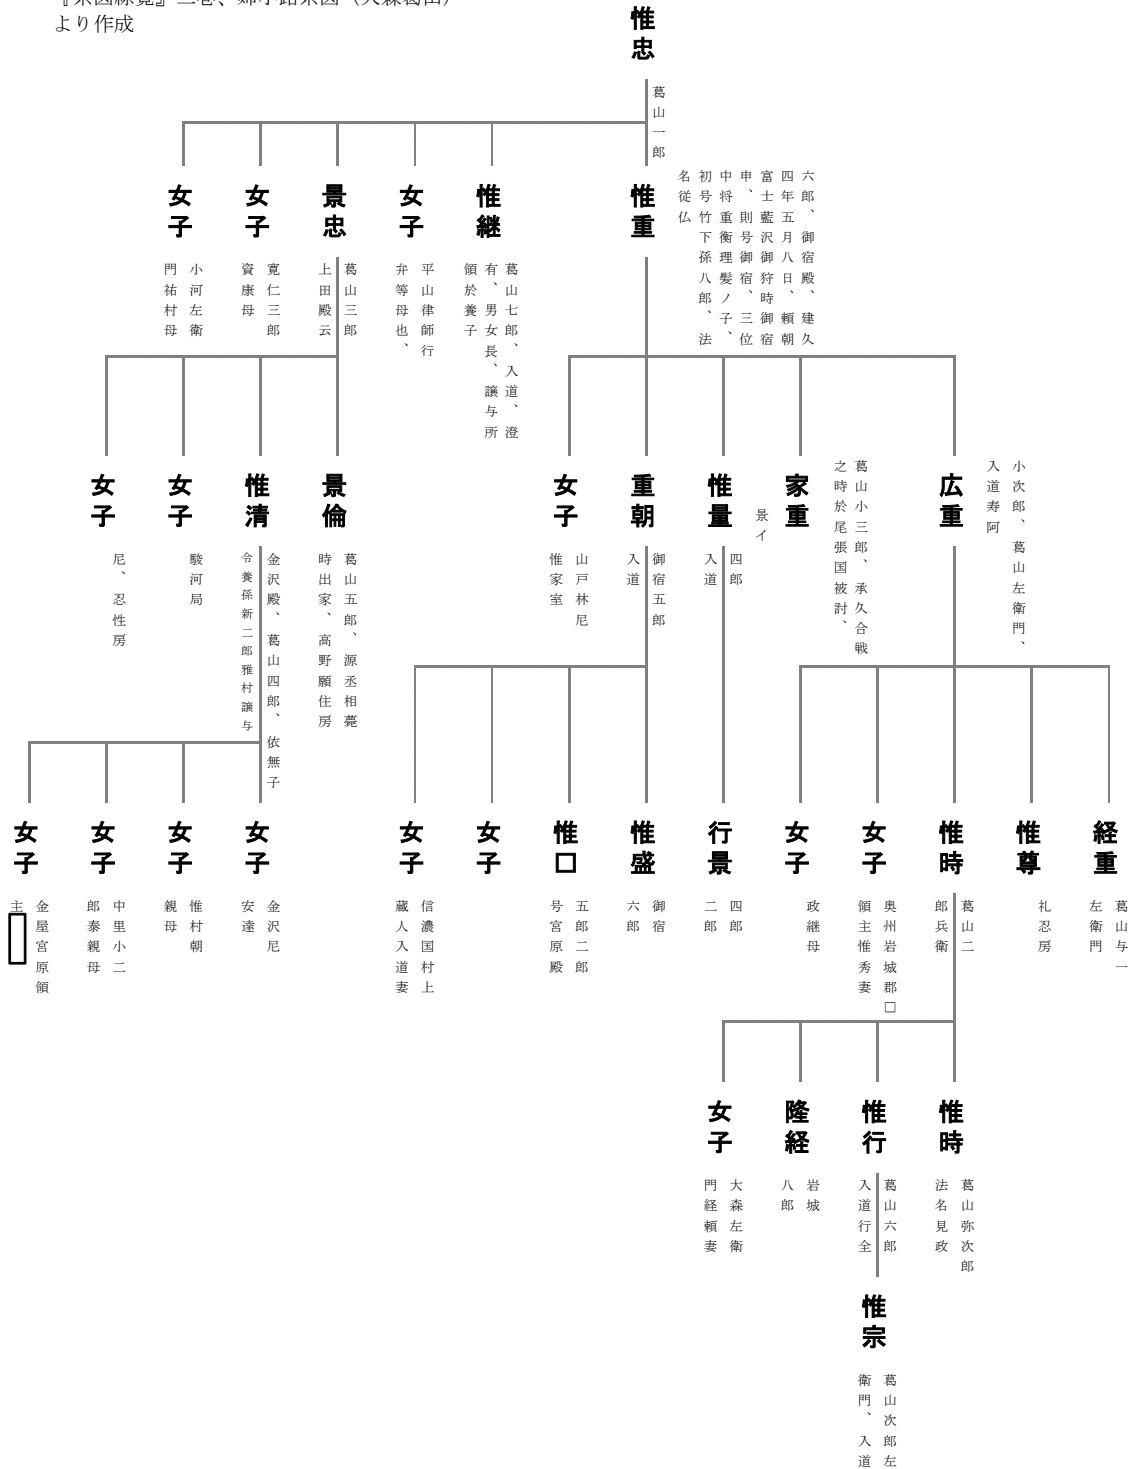 『系図綜覧』二巻、姉小路系図（大森葛山）
より作成
惟忠
葛山一郎
惟重
六郎、御宿殿、建久
四年五月八日、頼朝
富士藍沢御狩時御宿
申、則号御宿、三位
中将重衡理髪ノ子、
初号竹下孫八郎、法
名従仏
惟継
葛山七郎、入道、澄
有、男女長、譲与所
領於養子
女子
平山律師行
弁等母也、
景忠
葛山三郎
上田殿云
女子
寛仁三郎
資康母
女子
小河左衛
門祐村母
広重
小次郎、葛山左衛門、
入道寿阿
家重
葛山小三郎、承久合戦
之時於尾張国被討、
惟量
景イ
四郎
入道
重朝
御宿五郎
入道
女子
山戸林尼
惟家室
景倫
葛山五郎、源丞相薨
時出家、高野願住房
惟清
金沢殿、葛山四郎、依無子
令養孫新二郎雅村譲与
女子
駿河局
女子
尼、忍性房
経重
葛山与一
左衛門
惟尊
礼忍房
惟時
葛山二
郎兵衛
女子
奥州岩城郡□
領主惟秀妻
女子
政継母
行景
四郎
二郎
惟盛
御宿
六郎
惟□
五郎二郎
号宮原殿
女子
女子
信濃国村上
蔵人入道妻
女子
金沢尼
安達
女子
惟村朝
親母
女子
中里小二
郎泰親母
女子
金屋宮原領
主
惟時
葛山弥次郎
法名見政
惟行
葛山六郎
入道行全
隆経
岩城
八郎
女子
大森左衛
門経頼妻
惟宗
葛山次郎左
衛門、入道